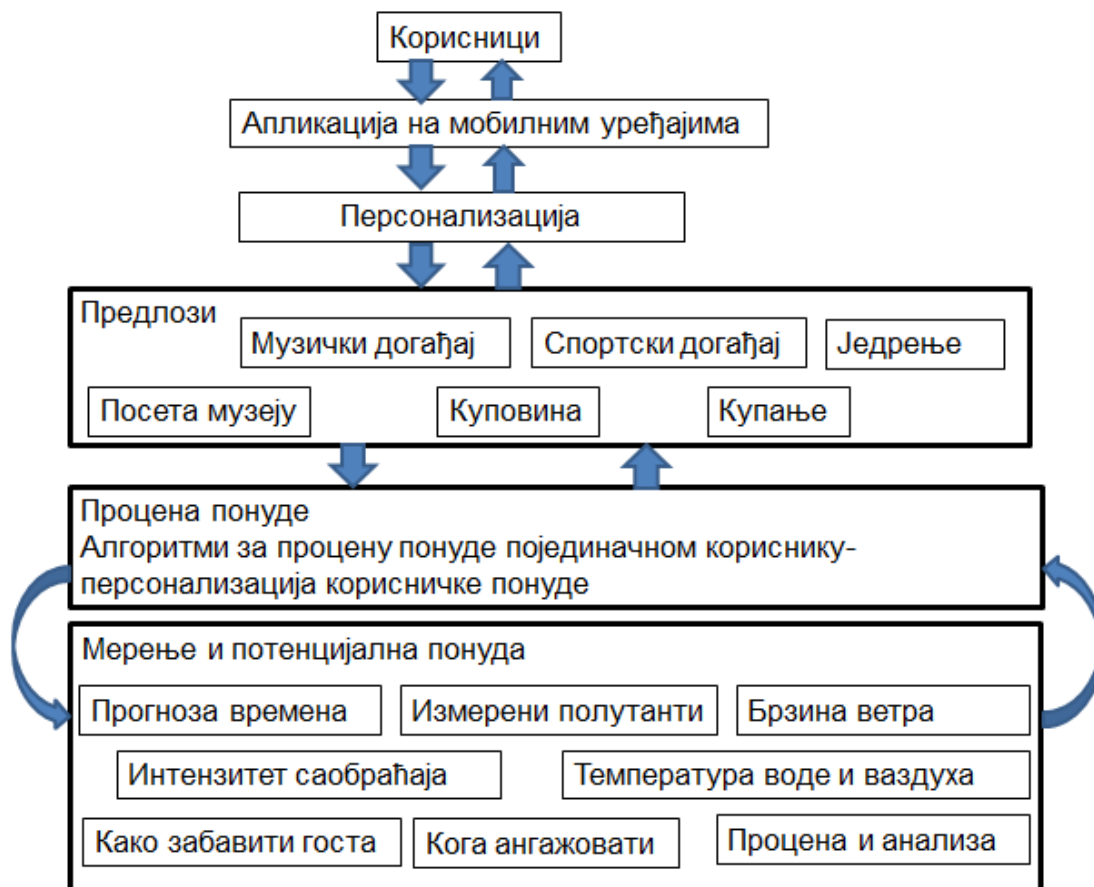 Корисници
Апликација на мобилним уређајима
Персонализација
Предлози
Музички догађај
Спортски догађај
Једрење
Посета музеју
Куповина
Купање
Процена понуде
Алгоритми за процену понуде појединачном кориснику-
персонализација корисничке понуде
Мерење и потенцијална понуда
Прогноза времена
Измерени полутанти
Брзина ветра
Интензитет саобраћаја
Температура воде и ваздуха
Како забавити госта
Кога ангажовати
Процена и анализа